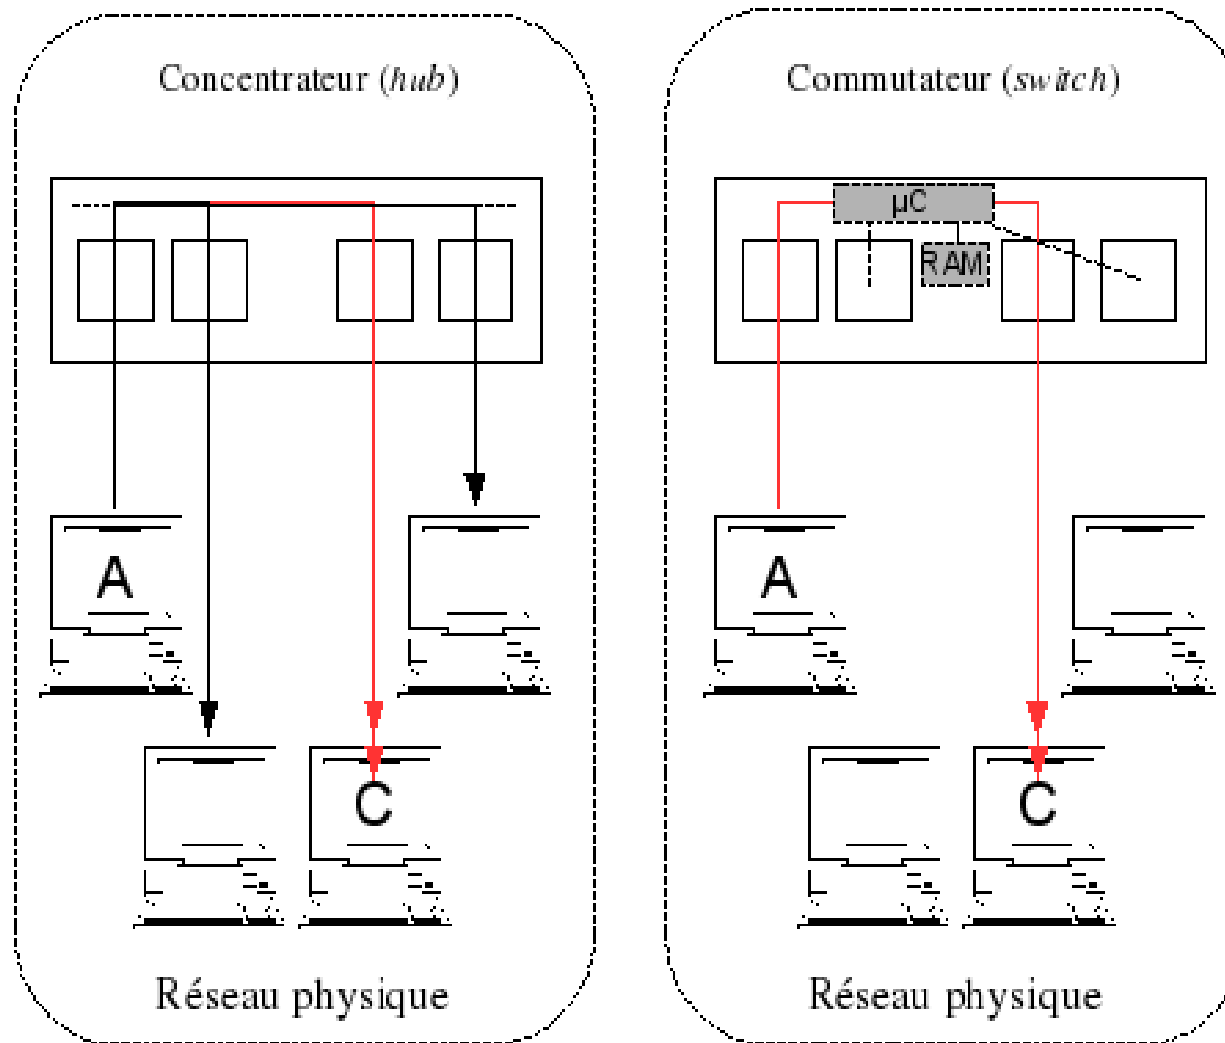 Concentrateur (hub)
A
C
Réseau physique
Commutateur (switch)
µC
RAM
A
C
Réseau physique